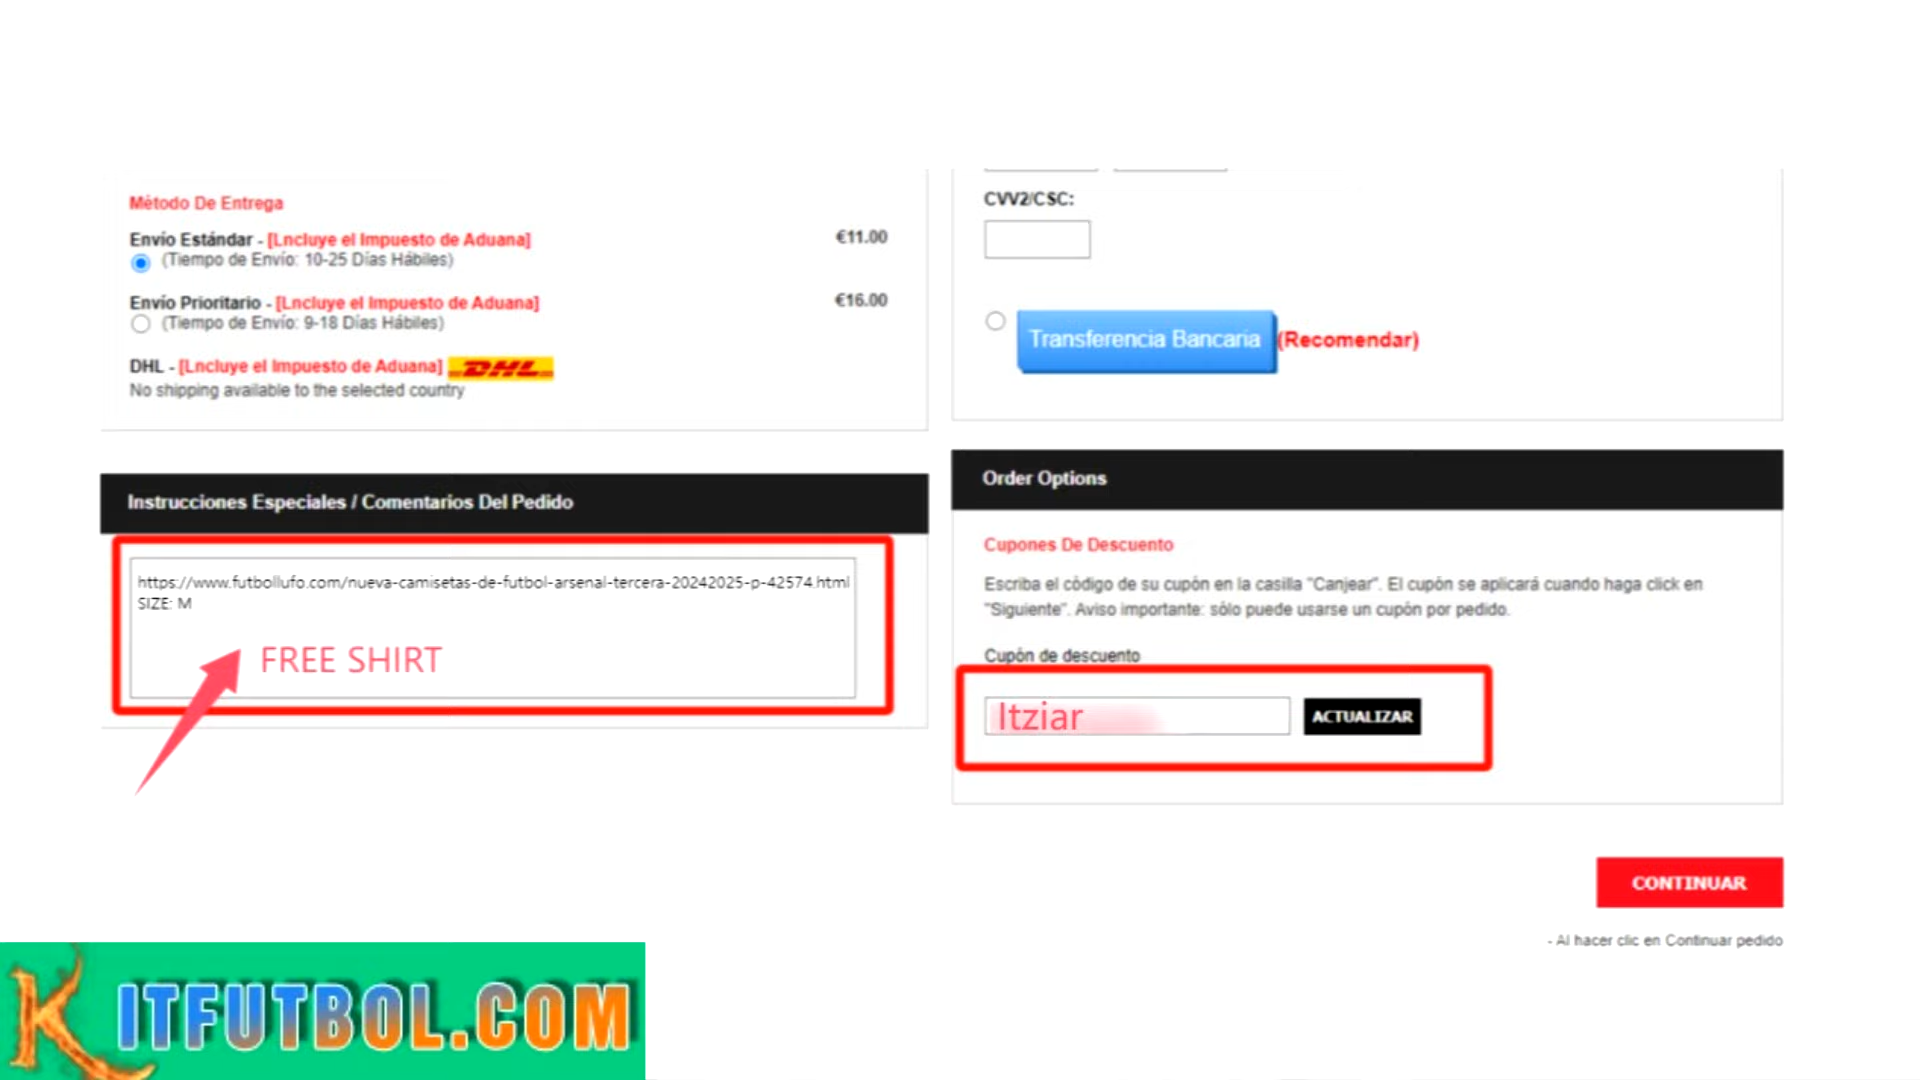 Método De Entrega
Envío Estándar - [Lncluye el Impuesto de Aduana] €11.00
(Tiempo de Envío: 10-25 Días Hábiles)
Envío Prioritario - [Lncluye el Impuesto de Aduana] €16.00
(Tiempo de Envío: 9-18 Días Hábiles)
DHL - [Lncluye el Impuesto de Aduana] DHL
No shipping available to the selected country
Instrucciones Especiales / Comentarios Del Pedido
https://www.futbollufo.com/nueva-camisetas-de-futbol-arsenal-tercera-20242025-p-42574.html
SIZE: M
FREE SHIRT
CVV2/CSC:
Transferencia Bancaria (Recomendar)
Order Options
Cupones De Descuento
Escriba el código de su cupón en la casilla "Canjear". El cupón se aplicará cuando haga click en
"Siguiente". Aviso importante: sólo puede usarse un cupón por pedido.
Cupón de descuento
Itziar ACTUALIZAR
CONTINUAR
- Al hacer clic en Continuar pedido
KITFUTBOL.COM